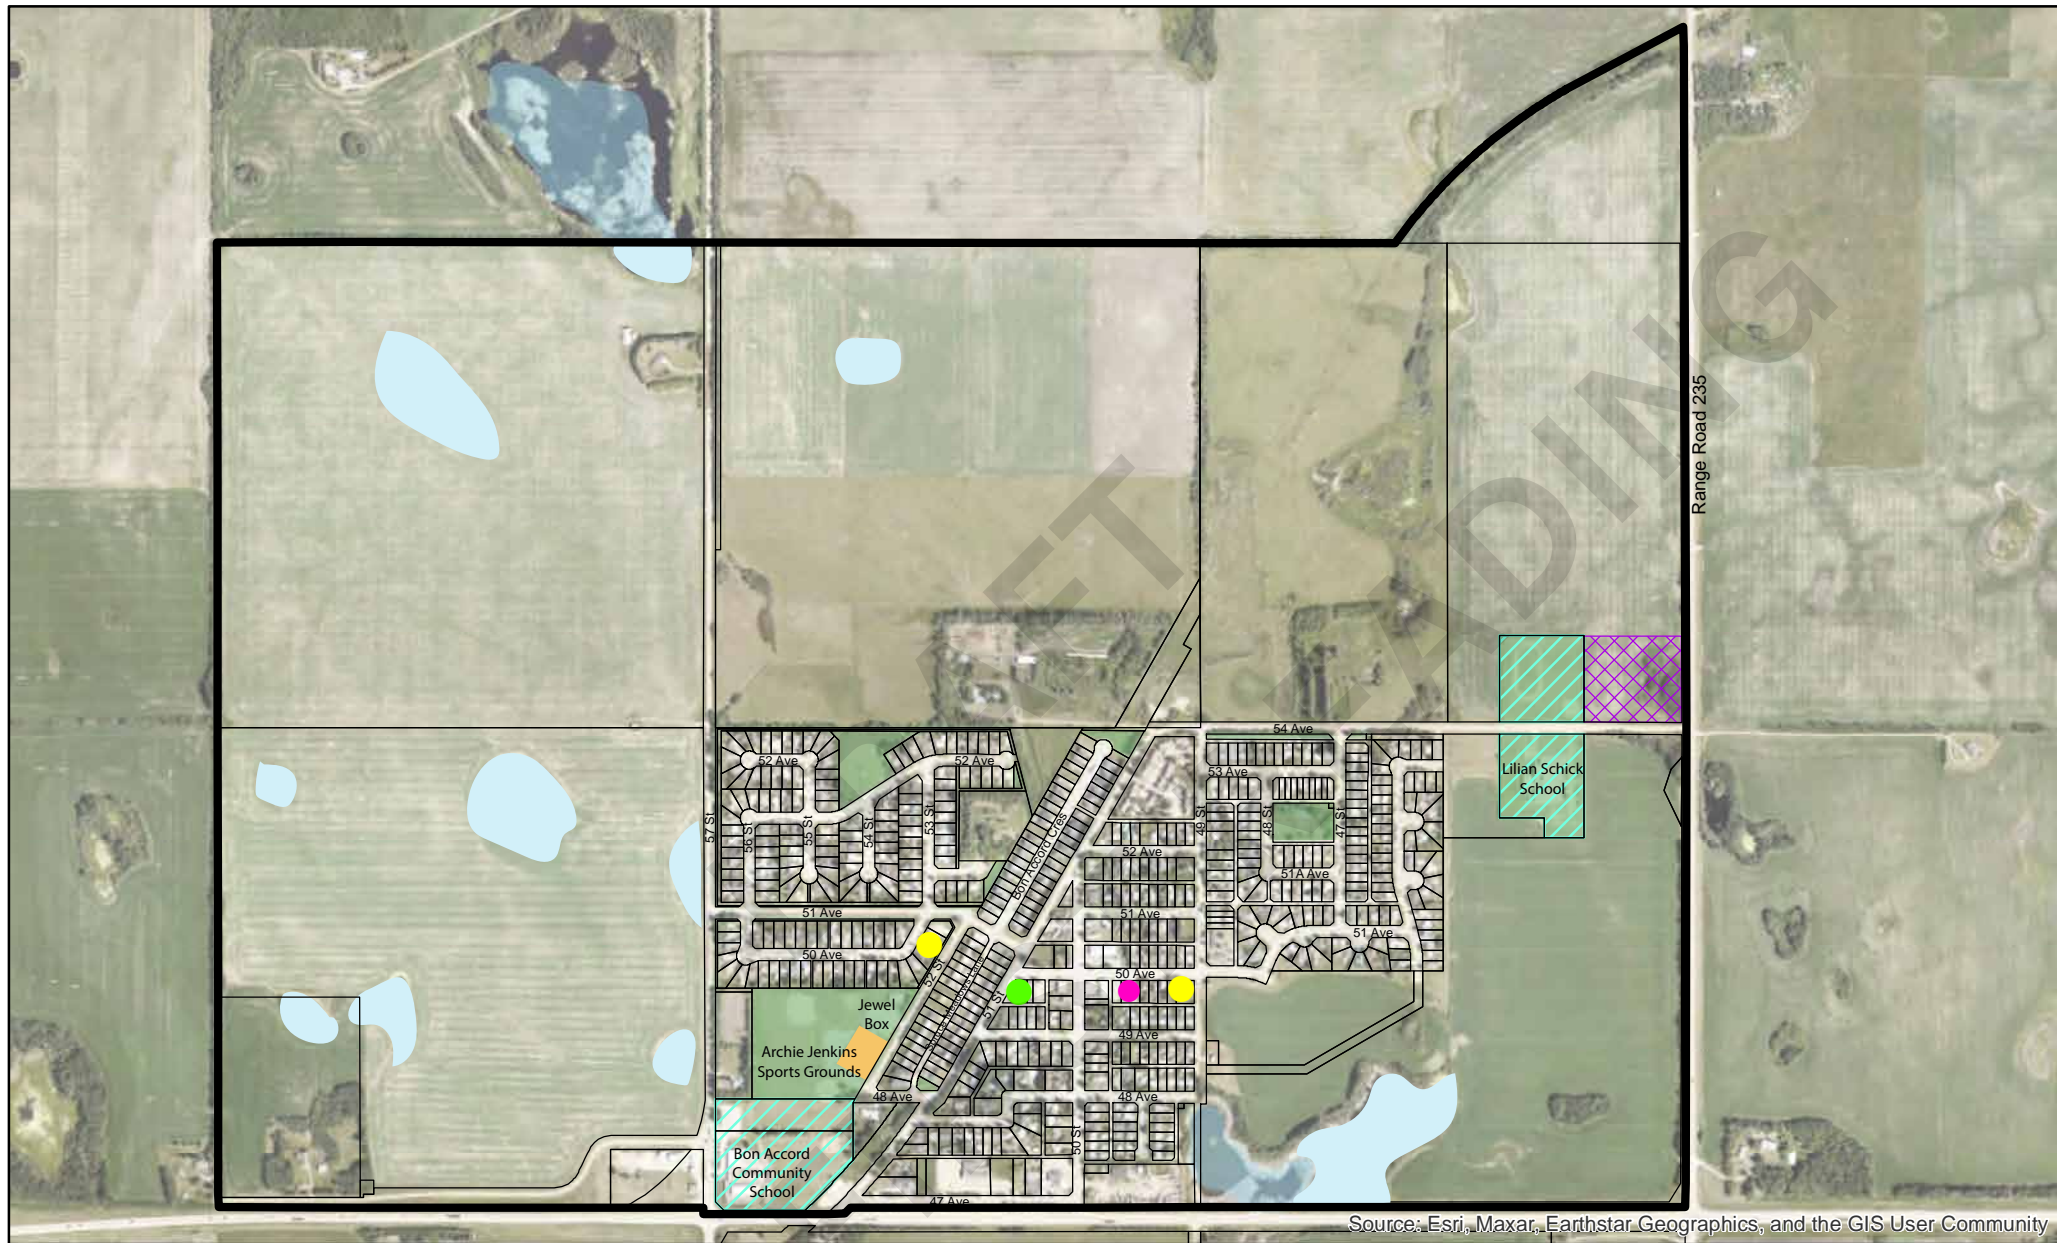 Range Road 235
54 Ave
52 Ave
52 Ave
53 Ave
Lilian Schick
School
57 St
56 St
55 St
54 St
53 St
Bon Accord Cres
49 St
48 St
47 St
52 Ave
51A Ave
51 Ave
51 Ave
51 Ave
50 Ave
52 St
50 Ave
Jewel
Box
51 St
49 Ave
Archie Jenkins
Sports Grounds
48 Ave
48 Ave
50 St
Bon Accord
Community
School
47 Ave
Source: Esri, Maxar, Earthstar Geographics, and the GIS User Community